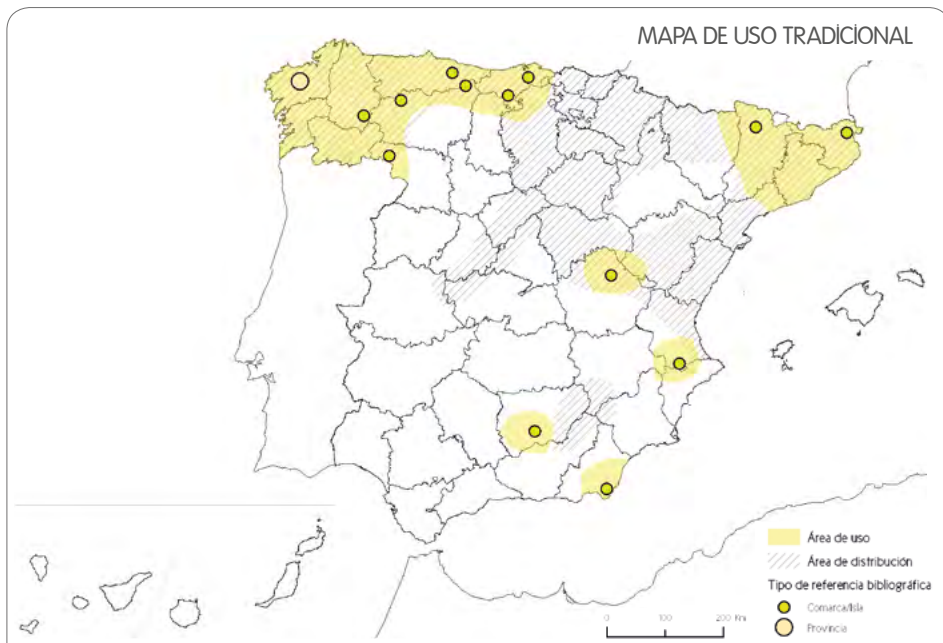 MAPA DE USO TRADICIONAL
Área de uso
Área de distribución
Tipo de referencia bibliográfica
Comarca/Isla
Provincia
0 100 200 Km